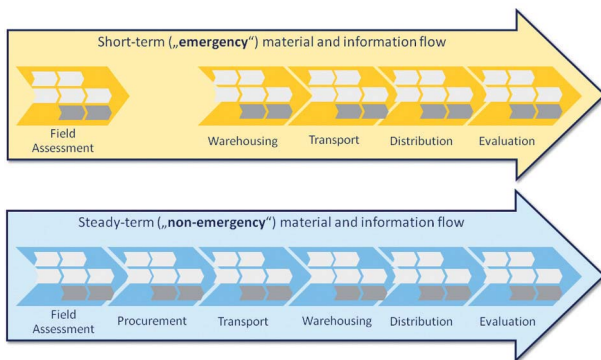 Short-term („emergency“) material and information flow
Field
Assessment
Warehousing
Transport
Distribution
Evaluation
Steady-term („non-emergency“) material and information flow
Field
Assessment
Procurement
Transport
Warehousing
Distribution
Evaluation